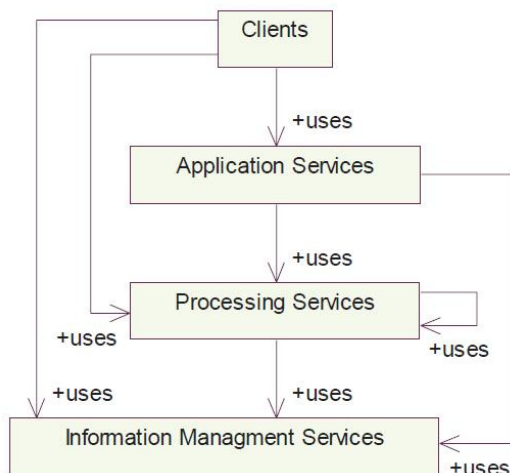 Clients
+uses
Application Services
+uses
Processing Services
+uses
+uses
+uses
+uses
Information Managment Services
+uses